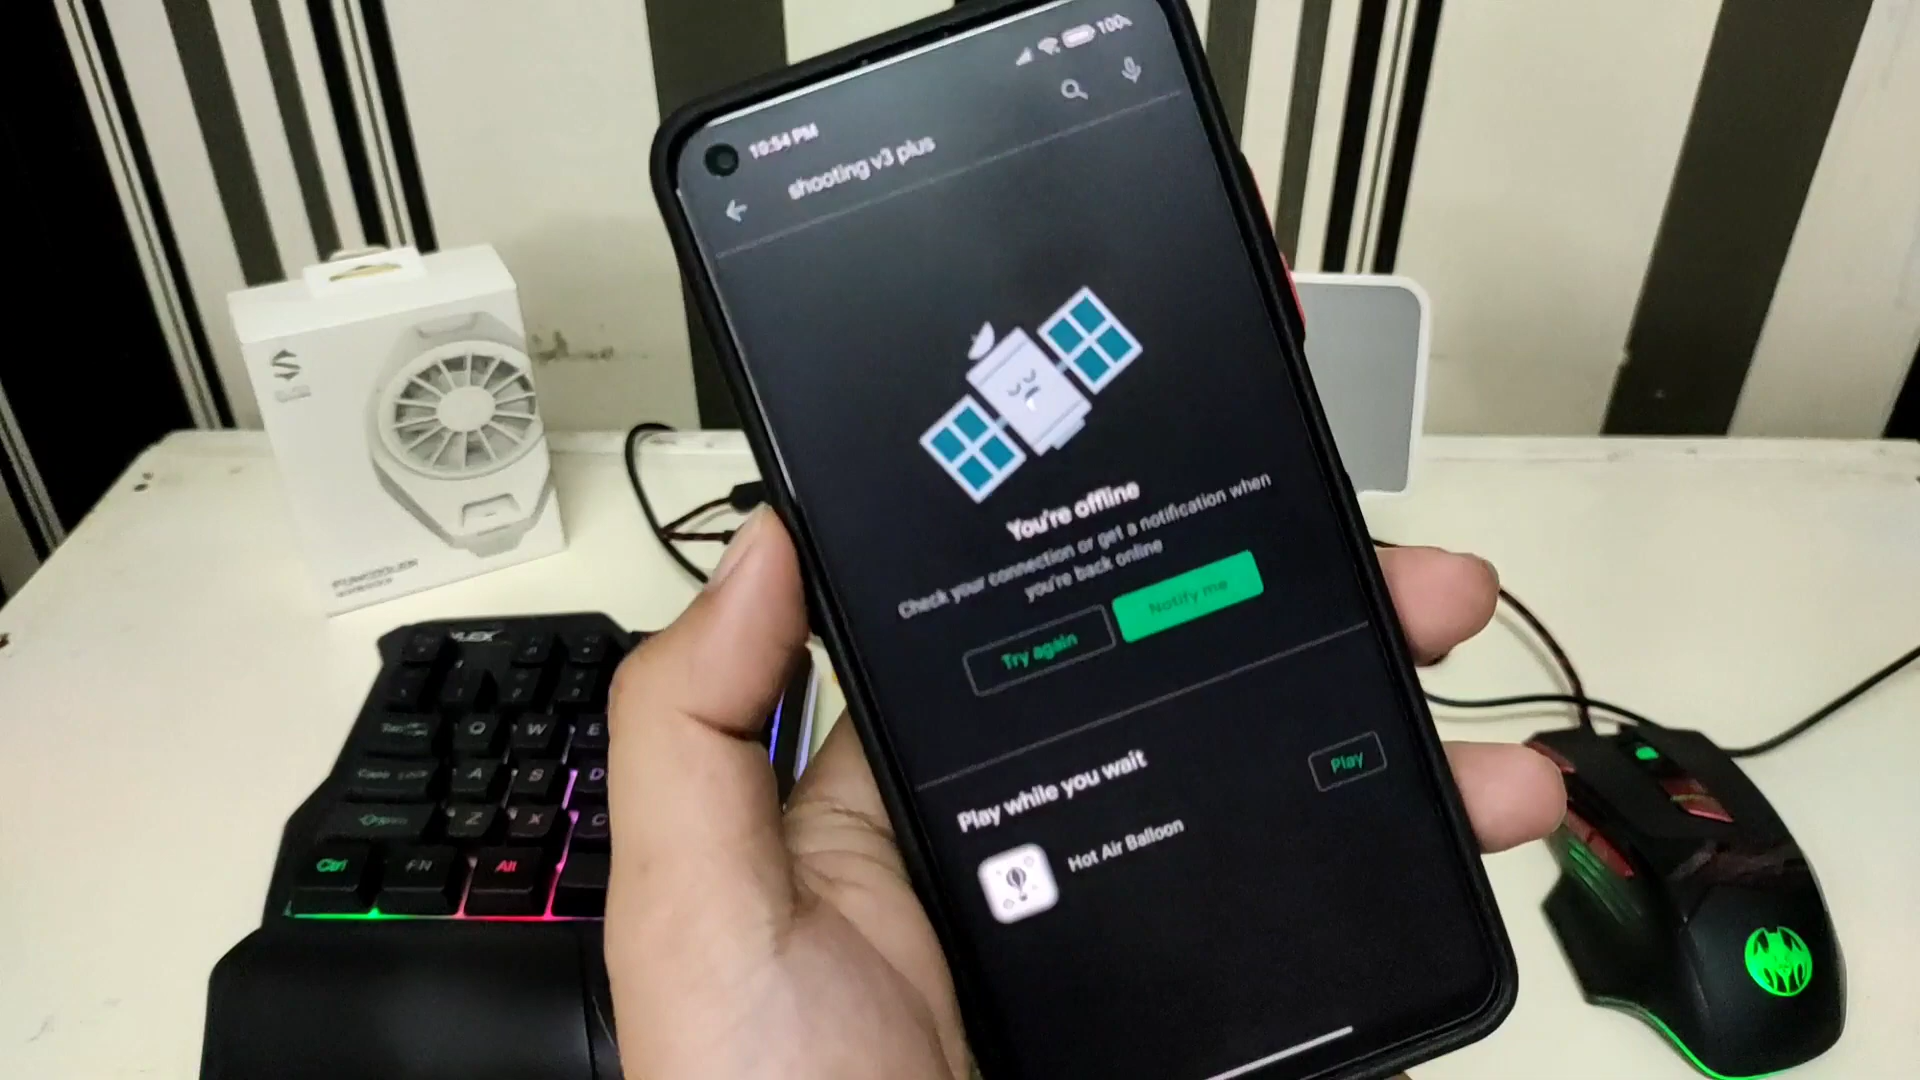 100%
10:54 PM
shooting v3 plus
You're offline
Check your connection or get a notification when
you're back online
Try again
Notify me
Play while you wait
Hot Air Balloon
Play
FUNCOOLER
Q W E
A S D
Z X C
Ctrl FN Alt